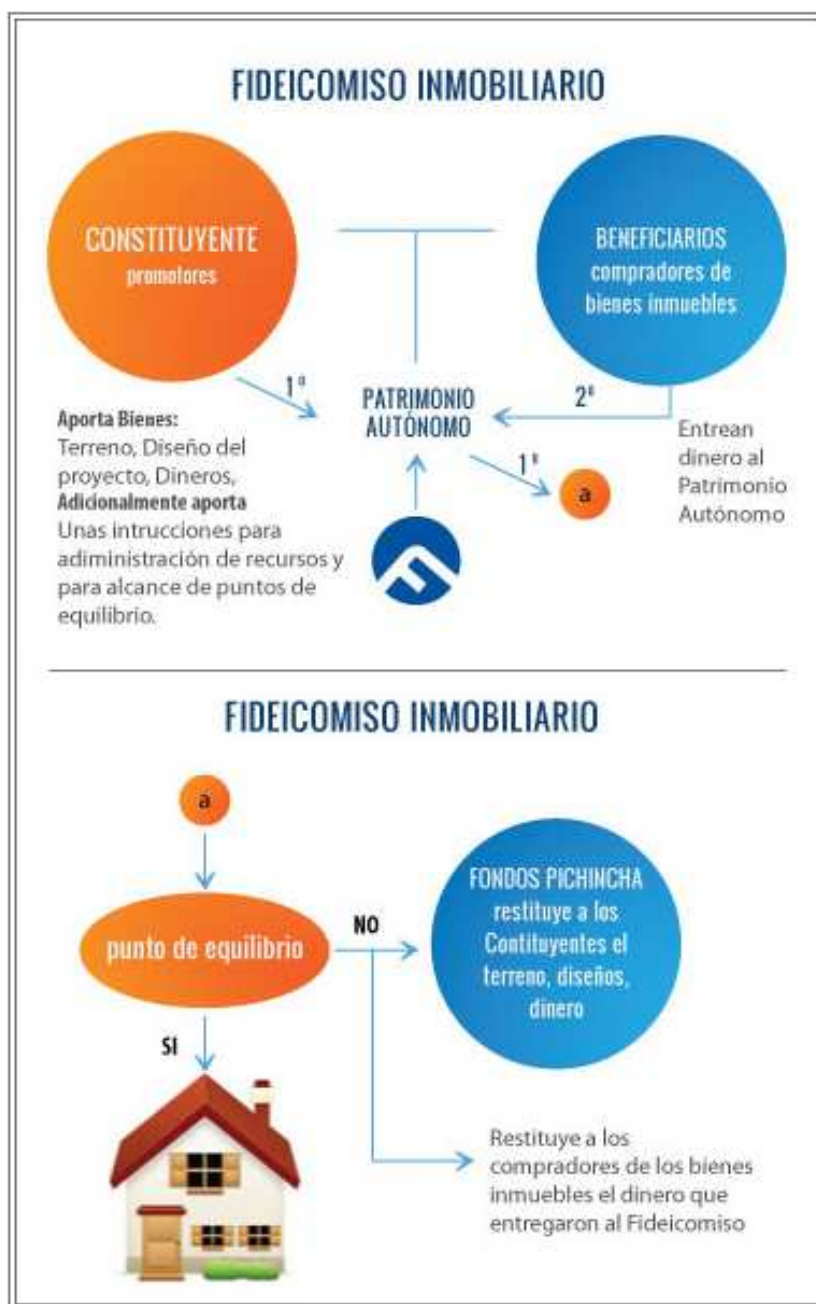 FIDEICOMISO INMOBILIARIO
CONSTITUYENTE
promotores
BENEFICIARIOS
compradores de
bienes inmuebles
1º
2º
PATRIMONIO
AUTÓNOMO
1º
a
Aporta Bienes:
Terreno, Diseño del
proyecto, Dineros,
Adicionalmente aporta
Unas intrucciones para
adiministración de recursos y
para alcance de puntos de
equilibrio.
Entrean
dinero al
Patrimonio
Autónomo
FIDEICOMISO INMOBILIARIO
a
punto de equilibrio
NO
SI
FONDOS PICHINCHA
restituye a los
Contituyentes el
terreno, diseños,
dinero
Restituye a los
compradores de los bienes
inmuebles el dinero que
entregaron al Fideicomiso